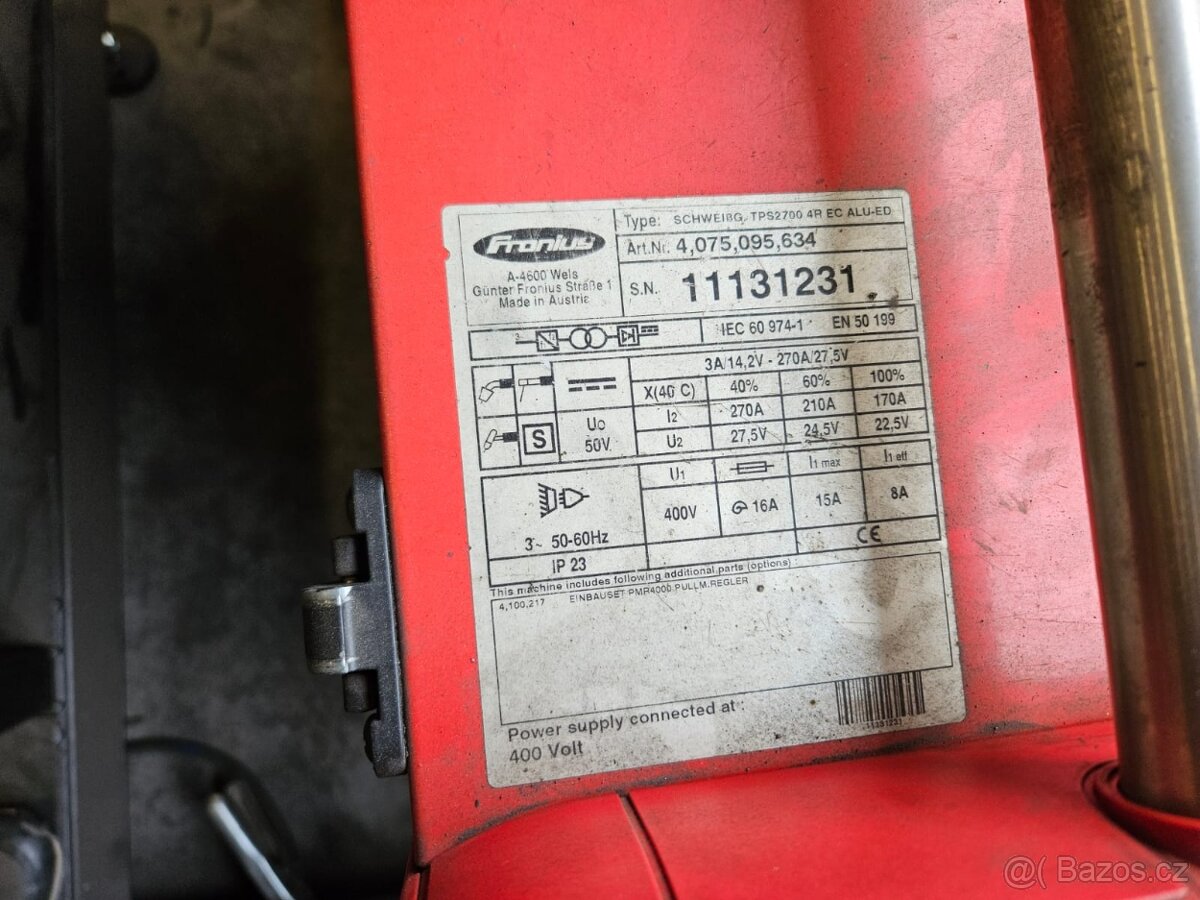 Fronius
A-4600 Wels
Günter Fronius Straße 1
Made in Austria
Type: SCHWEIßG. TPS2700 4R EC ALU-ED
Art.Nr. 4,075,095,634
S.N. 11131231
3~
IEC 60 974-1 EN 50 199
3A/14,2V - 270A/27,5V
X(40 C) 40% 60% 100%
I2 270A 210A 170A
U2 27,5V 24,5V 22,5V
S
Uo
50V
U1 I1 max I1 eff
400V 16A 15A 8A
3~ 50-60Hz
IP 23 CE
This machine includes following additional parts (options) :
4,100,217 EINBAUSET PMR4000 PULLM.REGLER
Power supply connected at :
400 Volt
11131231
@( Bazos.cz